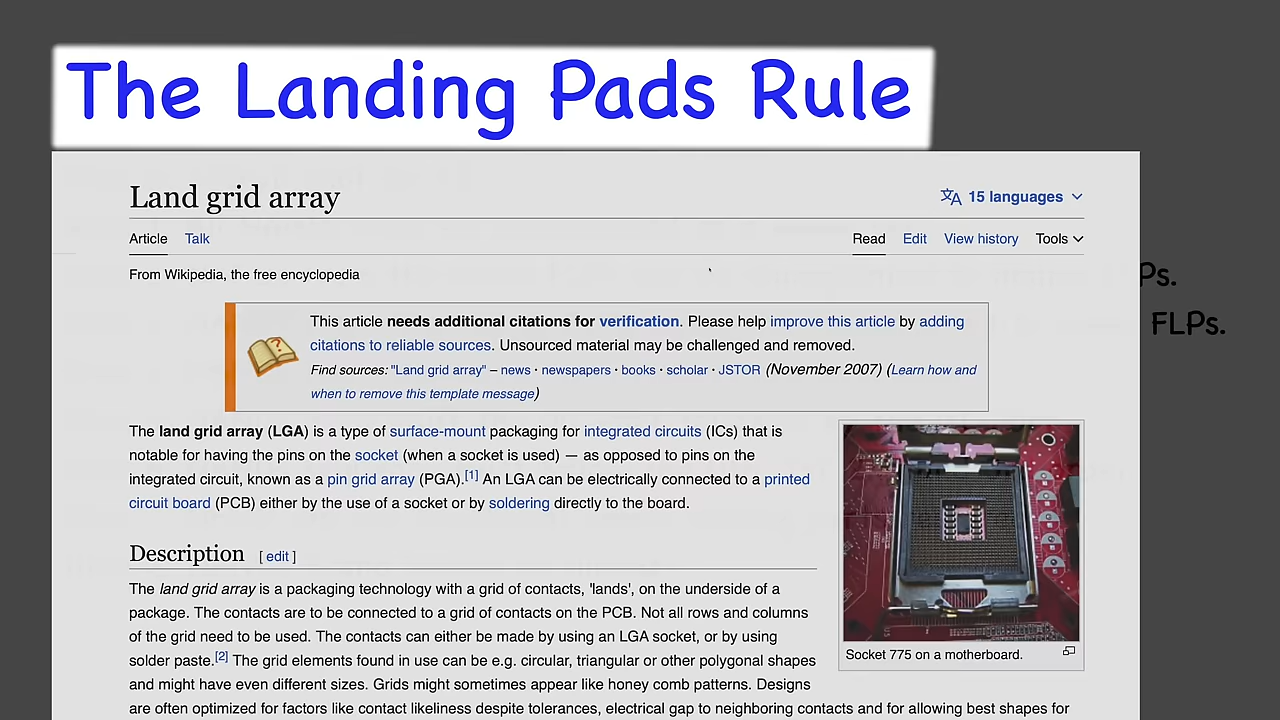 The Landing Pads Rule
Land grid array
15 languages
Article Talk Read Edit View history Tools
From Wikipedia, the free encyclopedia
Ps.
FLPs.
This article needs additional citations for verification. Please help improve this article by adding
citations to reliable sources. Unsourced material may be challenged and removed.
Find sources: "Land grid array" – news · newspapers · books · scholar · JSTOR (November 2007) (Learn how and
when to remove this template message)
The land grid array (LGA) is a type of surface-mount packaging for integrated circuits (ICs) that is
notable for having the pins on the socket (when a socket is used) — as opposed to pins on the
integrated circuit, known as a pin grid array (PGA).[1] An LGA can be electrically connected to a printed
circuit board (PCB) either by the use of a socket or by soldering directly to the board.
Socket 775 on a motherboard.
Description [ edit ]
The land grid array is a packaging technology with a grid of contacts, 'lands', on the underside of a
package. The contacts are to be connected to a grid of contacts on the PCB. Not all rows and columns
of the grid need to be used. The contacts can either be made by using an LGA socket, or by using
solder paste.[2] The grid elements found in use can be e.g. circular, triangular or other polygonal shapes
and might have even different sizes. Grids might sometimes appear like honey comb patterns. Designs
are often optimized for factors like contact likeliness despite tolerances, electrical gap to neighboring contacts and for allowing best shapes for